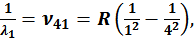 1/λ₁ = ν₄₁ = R (1/1² − 1/4²),